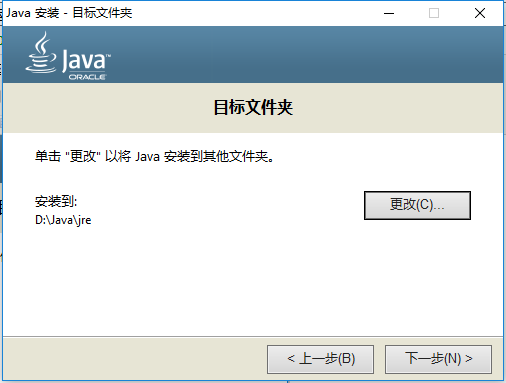 Java 安装 - 目标文件夹
Java™
ORACLE
目标文件夹
单击 "更改" 以将 Java 安装到其他文件夹。
安装到:
D:\Java\jre
更改(C)...
< 上一步(B)
下一步(N) >